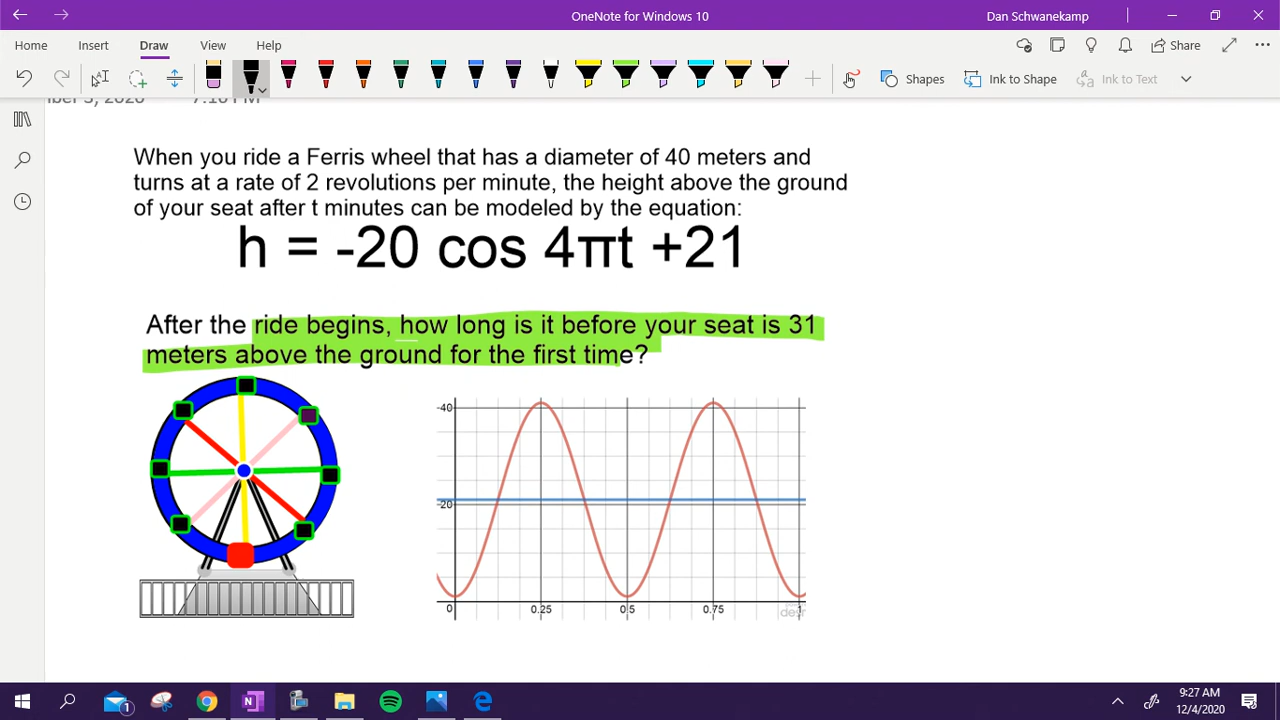 OneNote for Windows 10
Dan Schwanekamp
Home Insert Draw View Help
Share
Shapes Ink to Shape Ink to Text
When you ride a Ferris wheel that has a diameter of 40 meters and
turns at a rate of 2 revolutions per minute, the height above the ground
of your seat after t minutes can be modeled by the equation:
h = -20 cos 4πt +21
After the ride begins, how long is it before your seat is 31
meters above the ground for the first time?
40
20
0 0.25 0.5 0.75 1
9:27 AM
12/4/2020
1